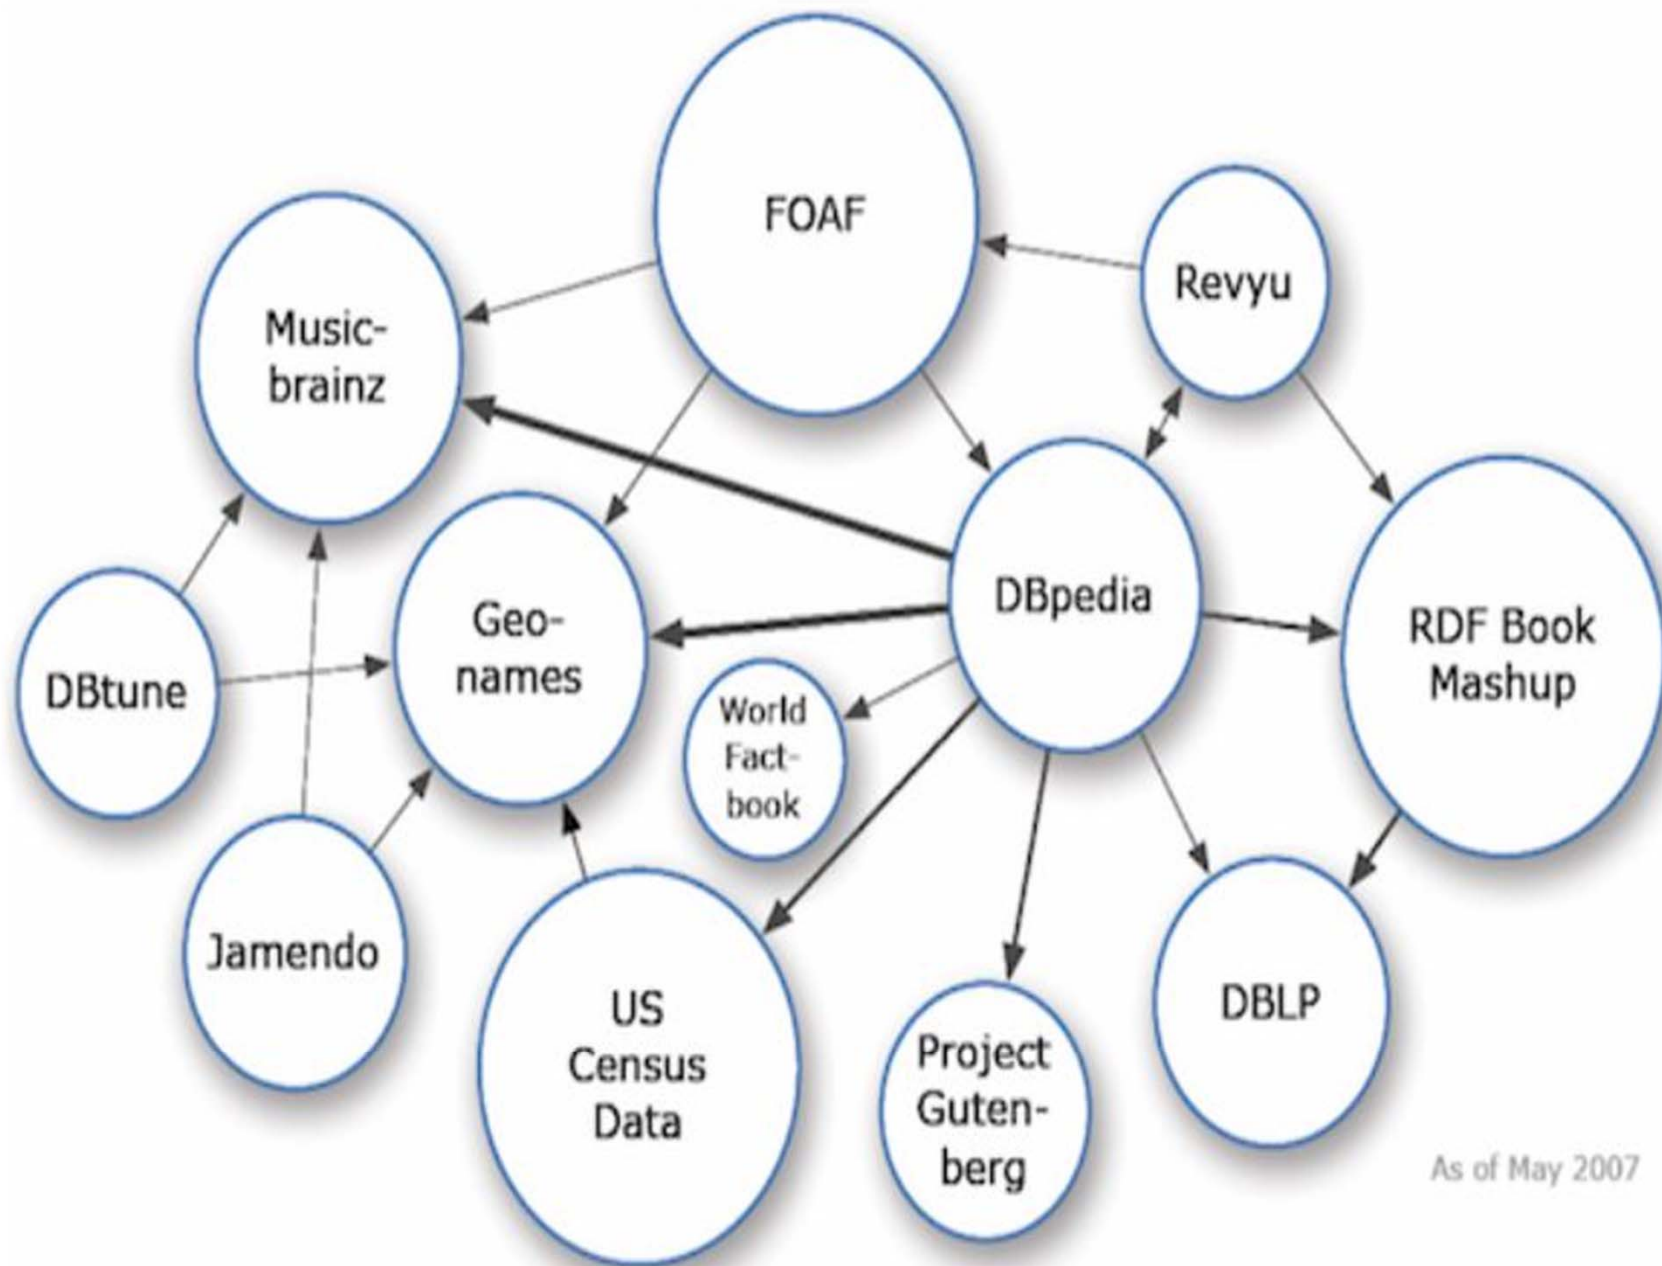 FOAF
Revyu
Music-
brainz
DBpedia
Geo-
names
RDF Book
Mashup
DBtune
World
Fact-
book
Jamendo
US
Census
Data
Project
Guten-
berg
DBLP
As of May 2007